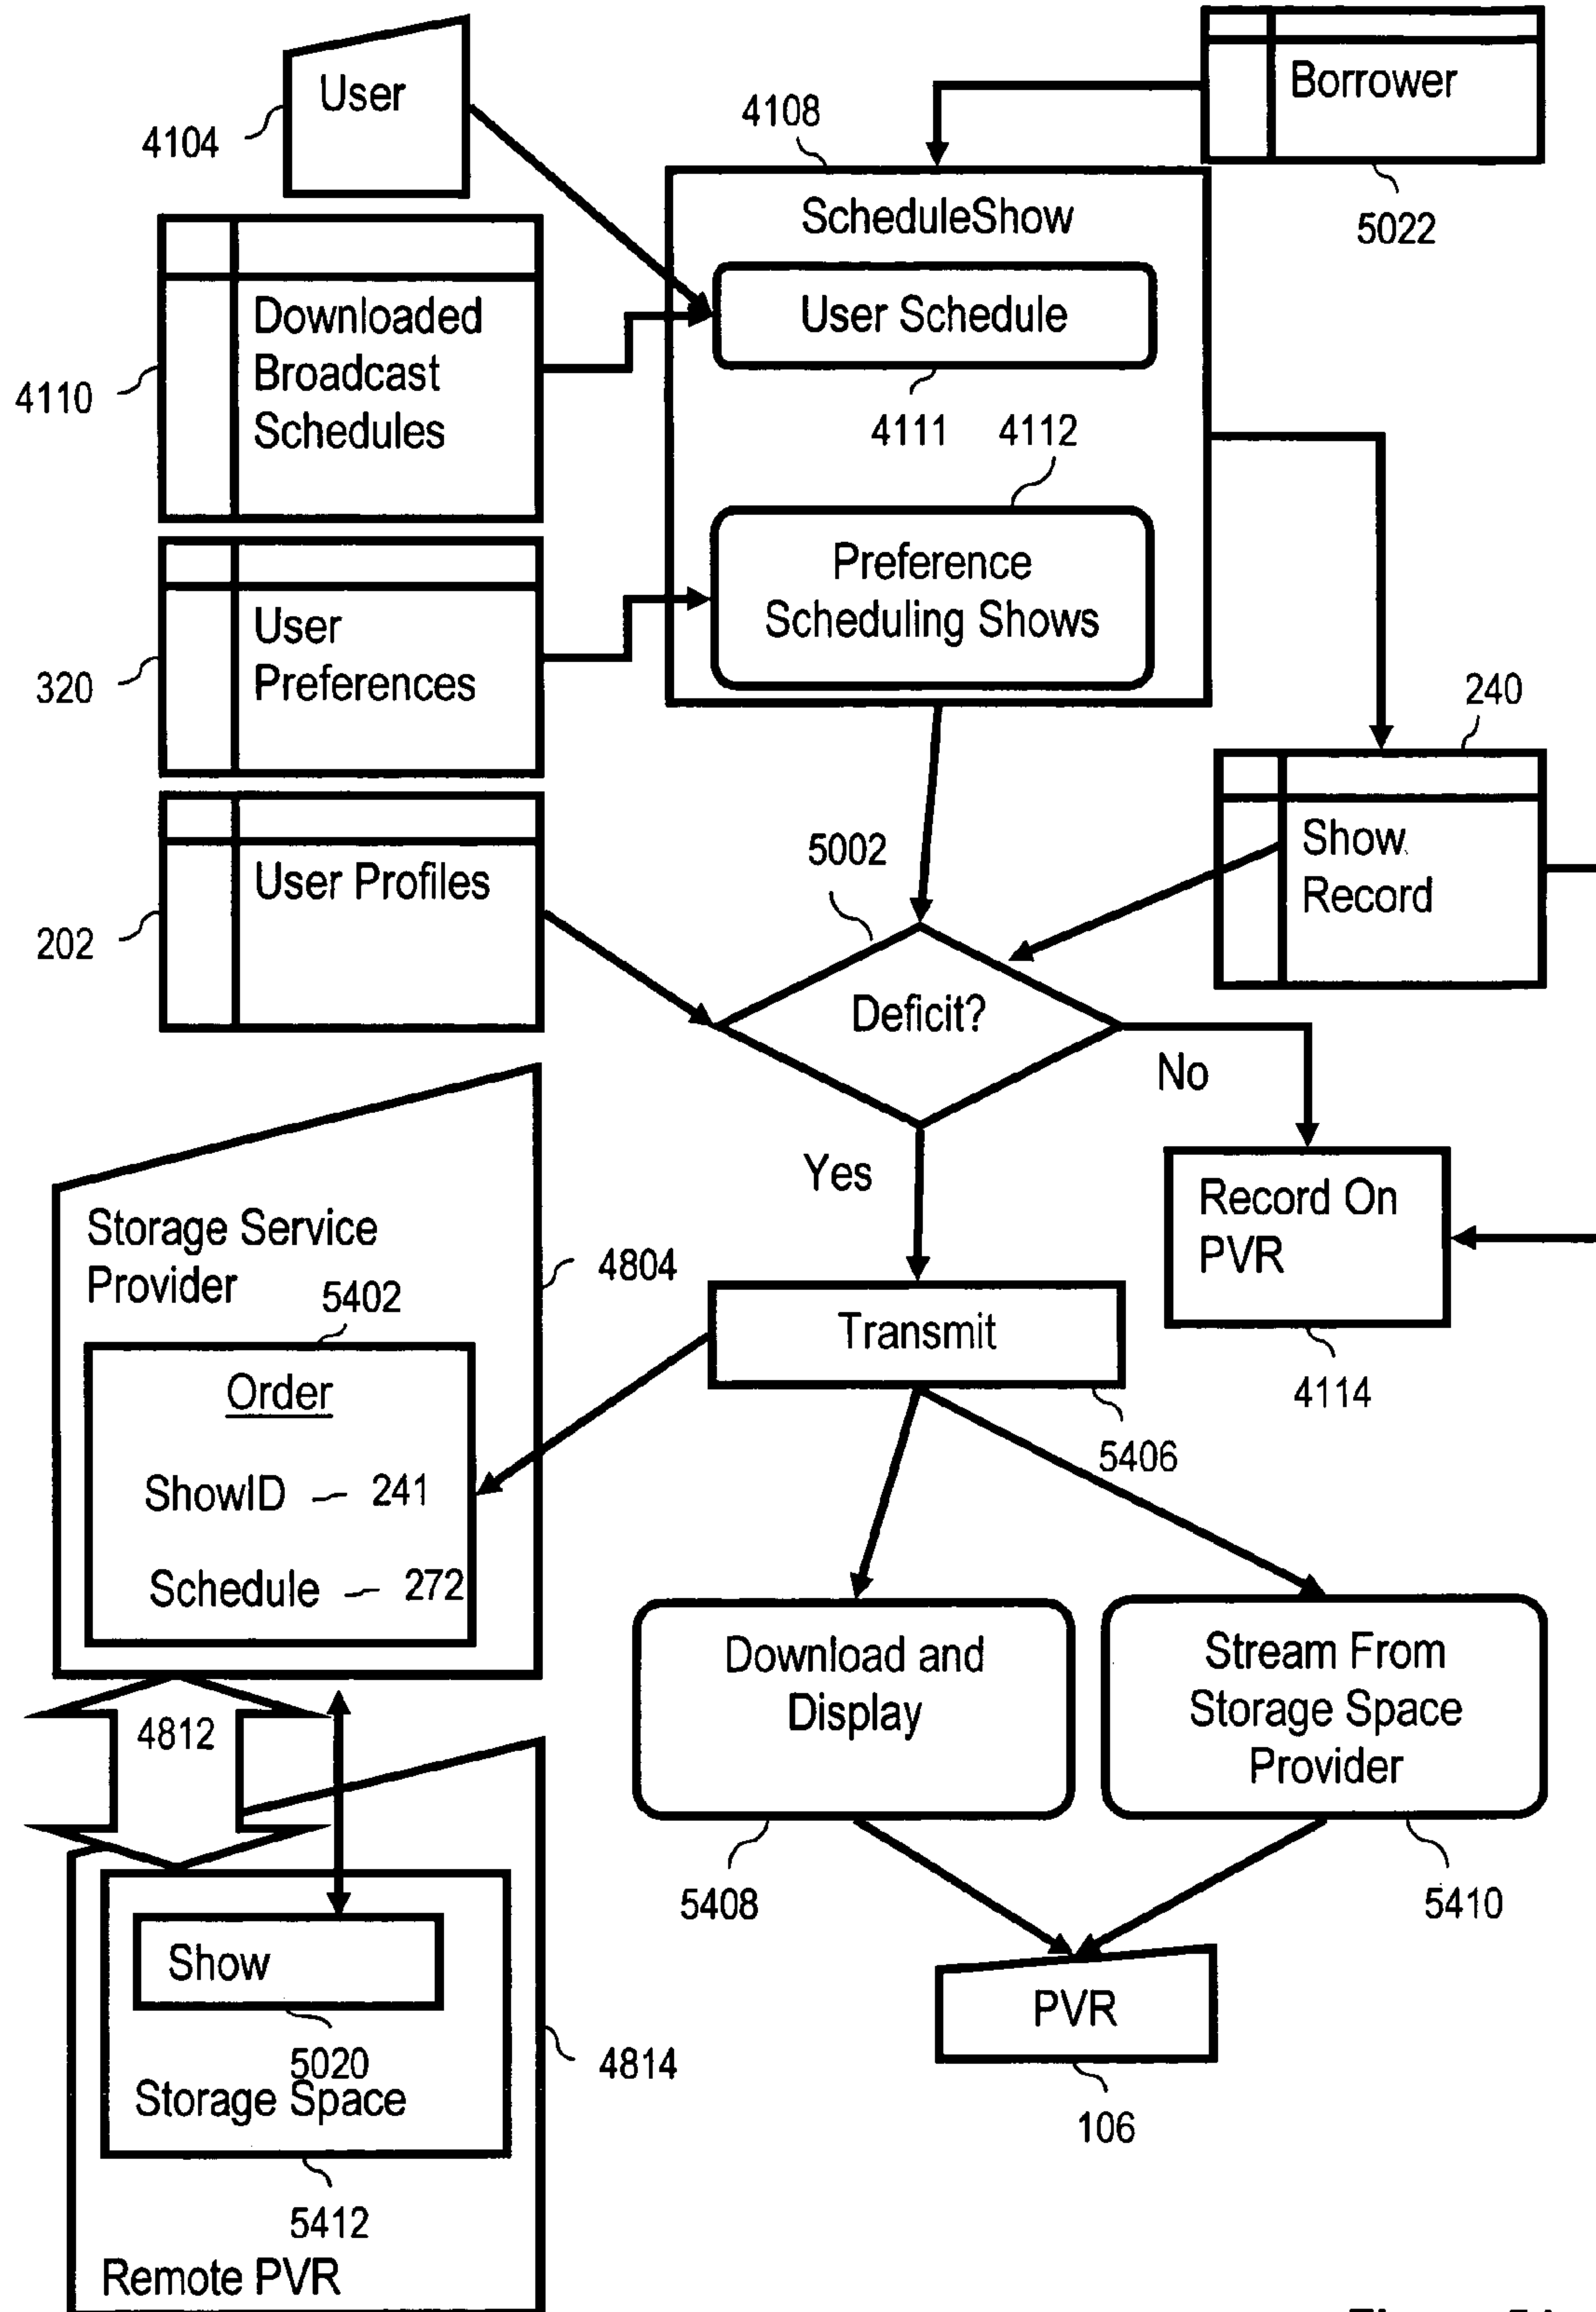 User
4104
Borrower
5022
4108
ScheduleShow
User Schedule
4111
4112
Downloaded
Broadcast
Schedules
4110
Preference
Scheduling Shows
User
Preferences
320
240
Show
Record
User Profiles
202
5002
Deficit?
No
Yes
Record On
PVR
4114
Storage Service
Provider
4804
5402
Order
ShowID
241
Schedule
272
Transmit
5406
Download and
Display
5408
Stream From
Storage Space
Provider
5410
4812
Show
5020
Storage Space
5412
4814
Remote PVR
PVR
106